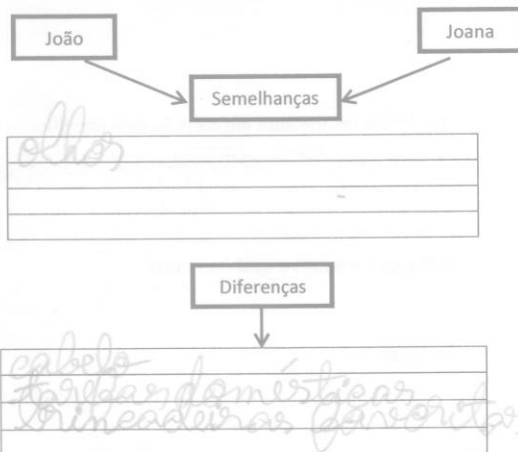 João
Joana
Semelhanças
olhos
Diferenças
cabelo
tarefas domésticas
brincadeiras favoritas